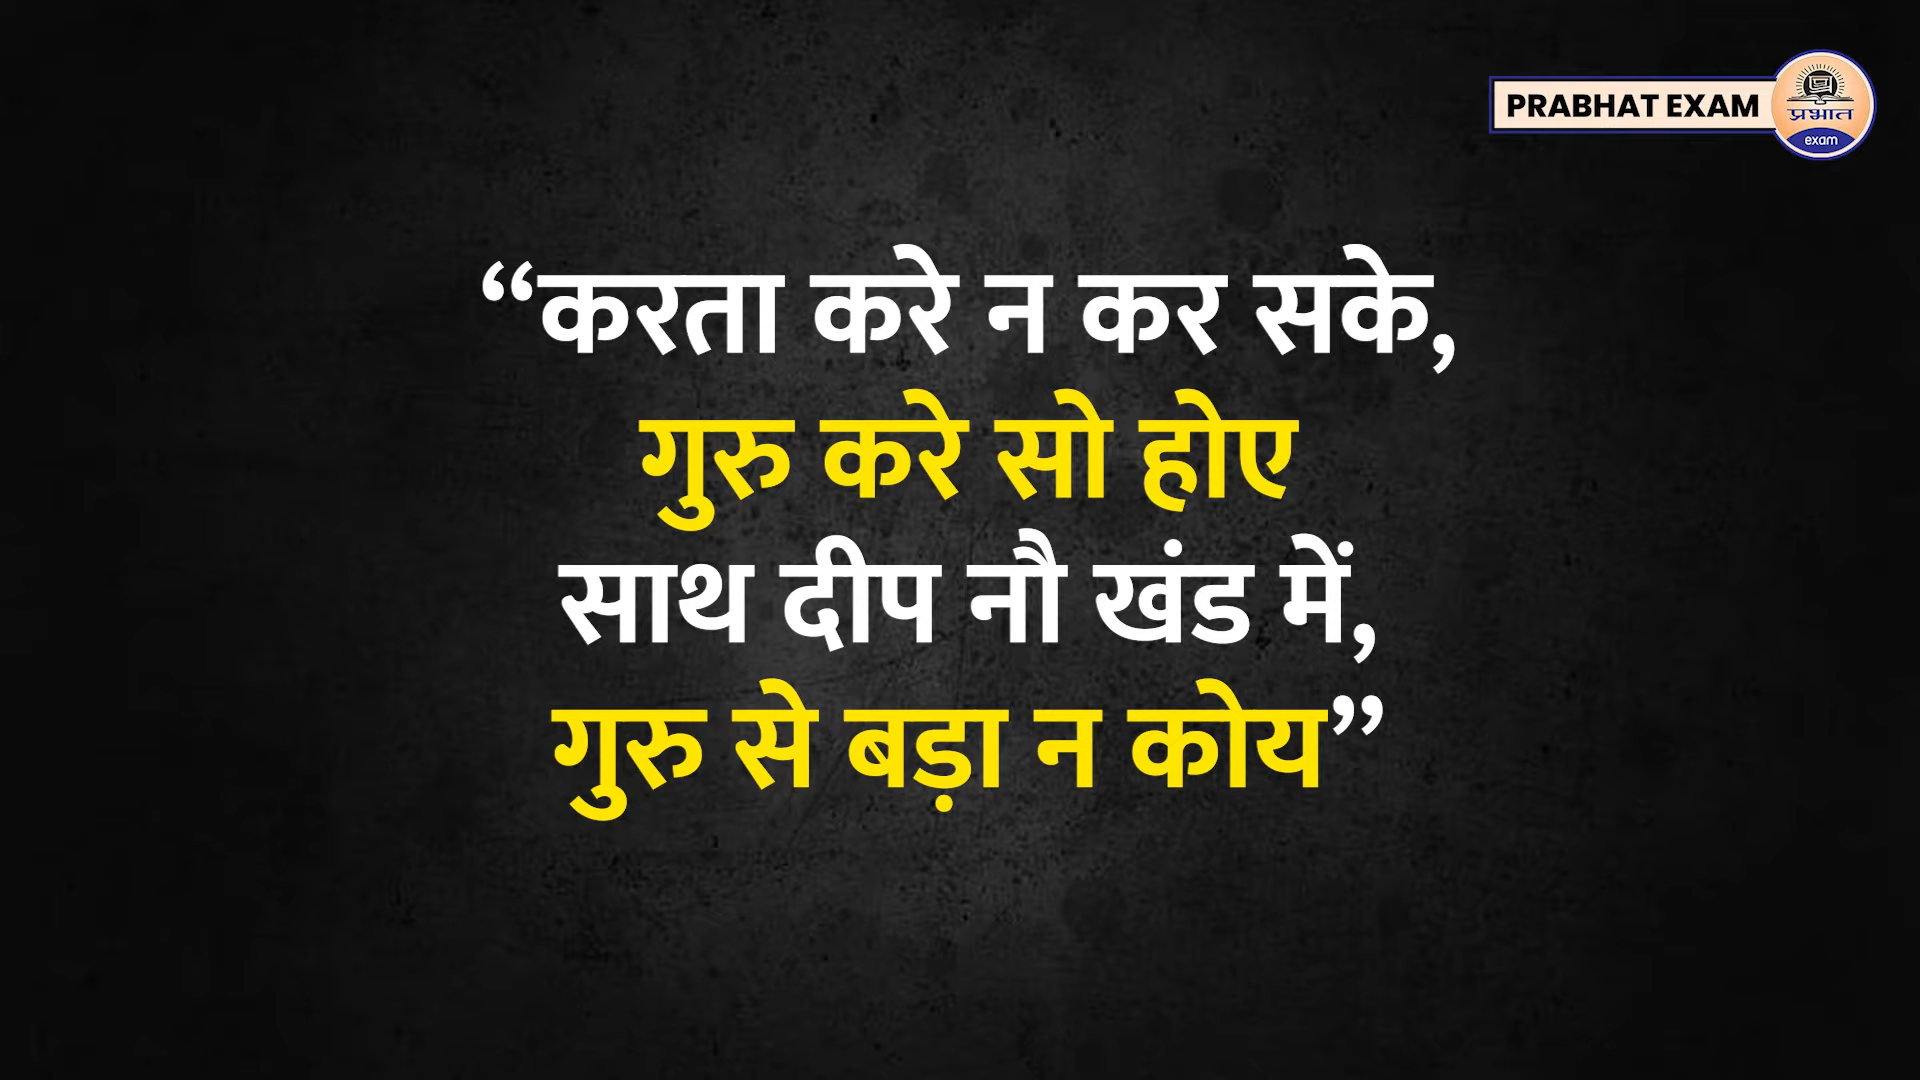 PRABHAT EXAM
प्रभात
exam
“करता करे न कर सके,
गुरु करे सो होए
साथ दीप नौ खंड में,
गुरु से बड़ा न कोय”